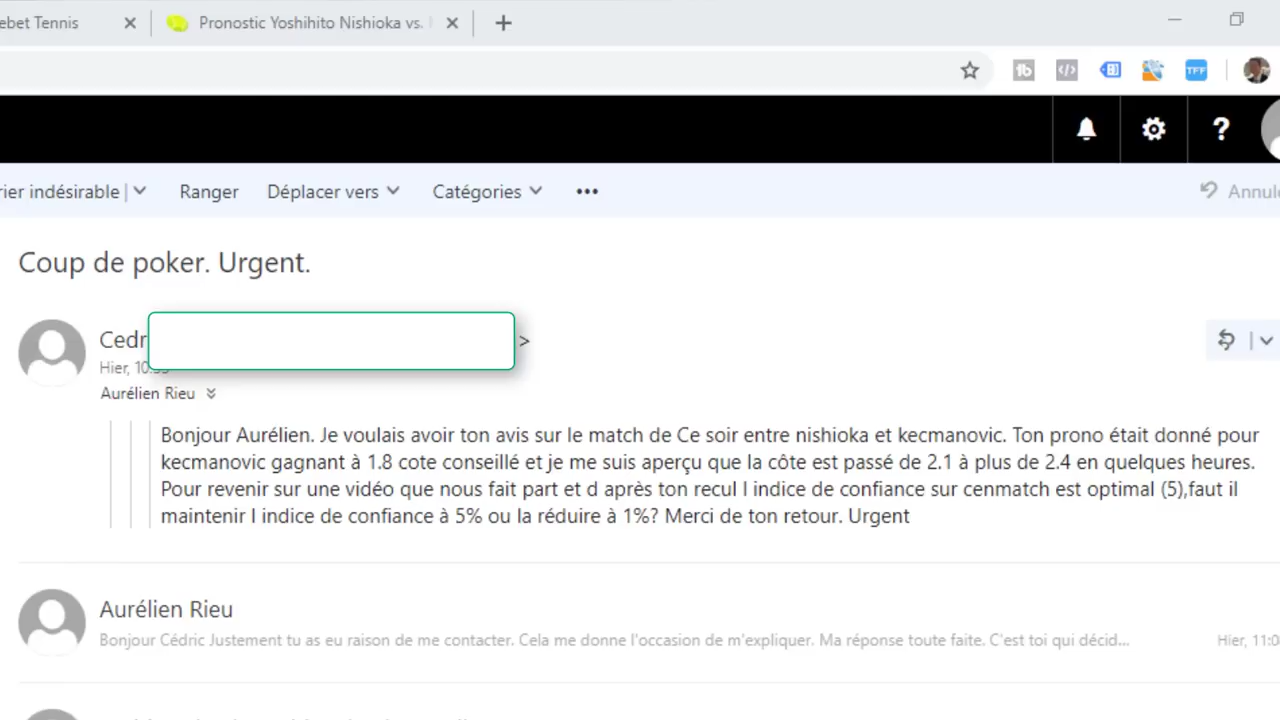 ebet Tennis
Pronostic Yoshihito Nishioka vs.
TFF
rier indésirable
Ranger
Déplacer vers
Catégories
•••
Annul
Coup de poker. Urgent.
Cedr
>
Hier, 10:
Aurélien Rieu
Bonjour Aurélien. Je voulais avoir ton avis sur le match de Ce soir entre nishioka et kecmanovic. Ton prono était donné pour
kecmanovic gagnant à 1.8 cote conseillé et je me suis aperçu que la côte est passé de 2.1 à plus de 2.4 en quelques heures.
Pour revenir sur une vidéo que nous fait part et d après ton recul l indice de confiance sur cenmatch est optimal (5),faut il
maintenir l indice de confiance à 5% ou la réduire à 1%? Merci de ton retour. Urgent
Aurélien Rieu
Bonjour Cédric Justement tu as eu raison de me contacter. Cela me donne l'occasion de m'expliquer. Ma réponse toute faite. C'est toi qui décid...
Hier, 11:0